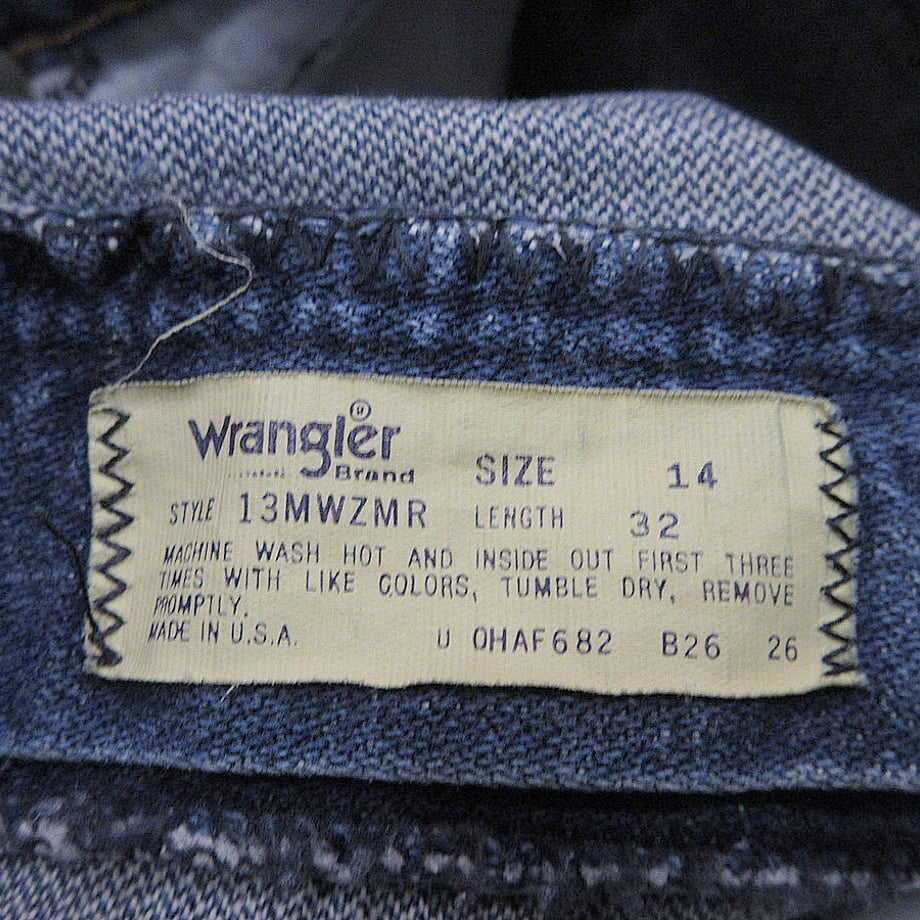 Wrangler ®
Brand
SIZE 14
STYLE 13MWZMR LENGTH 32
MACHINE WASH HOT AND INSIDE OUT FIRST THREE
TIMES WITH LIKE COLORS, TUMBLE DRY, REMOVE
PROMPTLY.
MADE IN U.S.A. U OHAF682 B26 26